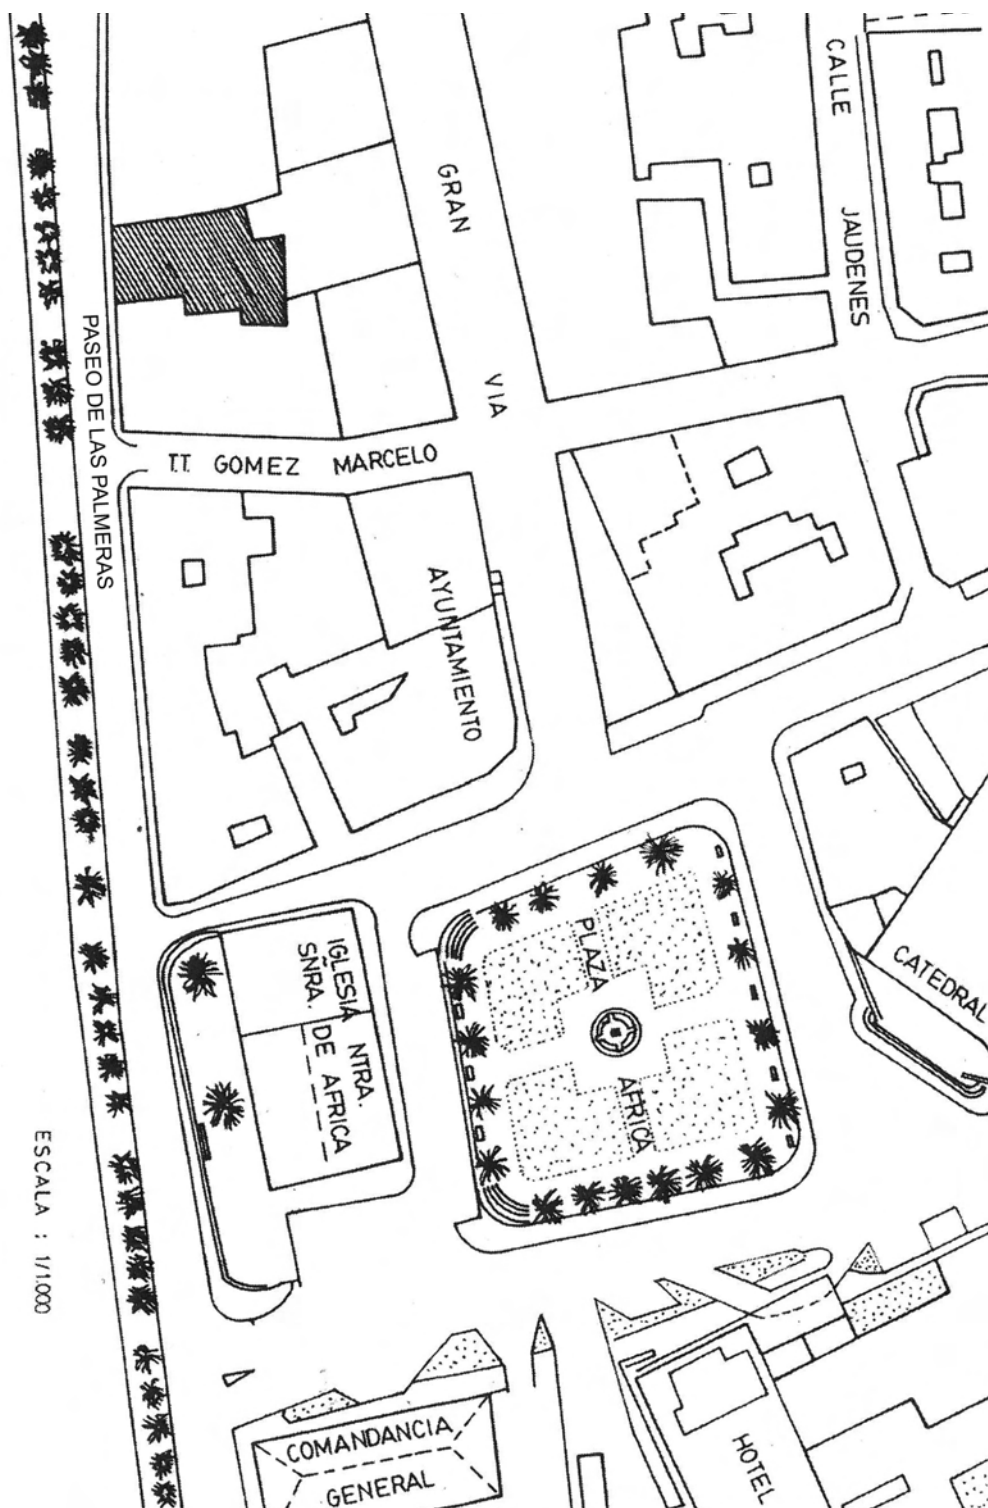 CALLE
JAUDENES
GRAN
VIA
PASEO DE LAS PALMERAS
TT. GOMEZ MARCELO
AYUNTAMIENTO
PLAZA
AFRICA
CATEDRAL
IGLESIA NTRA.
SÑRA. DE AFRICA
ESCALA : 1/1.000
COMANDANCIA
GENERAL
HOTEL